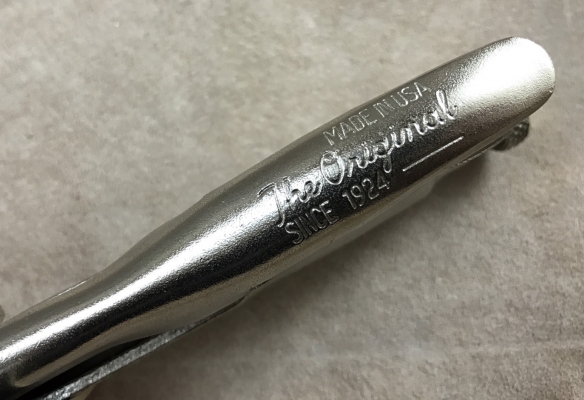 MADE IN USA
The Original
SINCE 1924